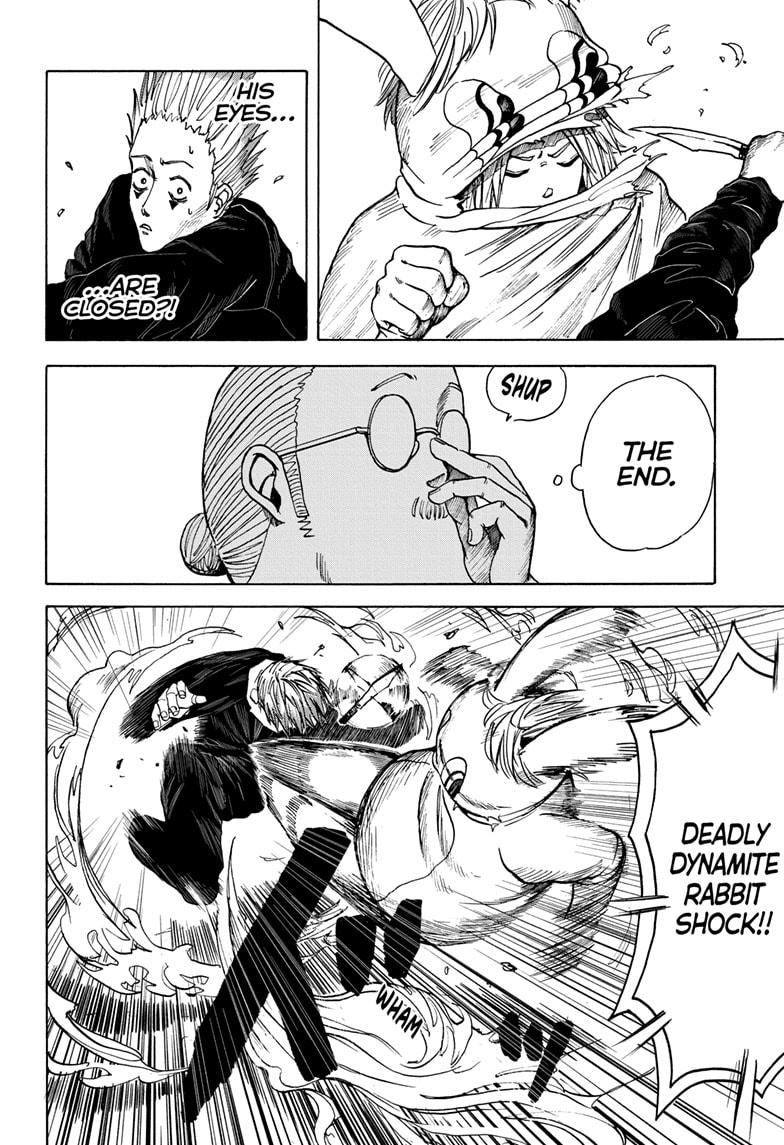 HIS
EYES...
...ARE
CLOSED?!
THE
END.
SHUP
DEADLY
DYNAMITE
RABBIT
SHOCK!!
WHAM